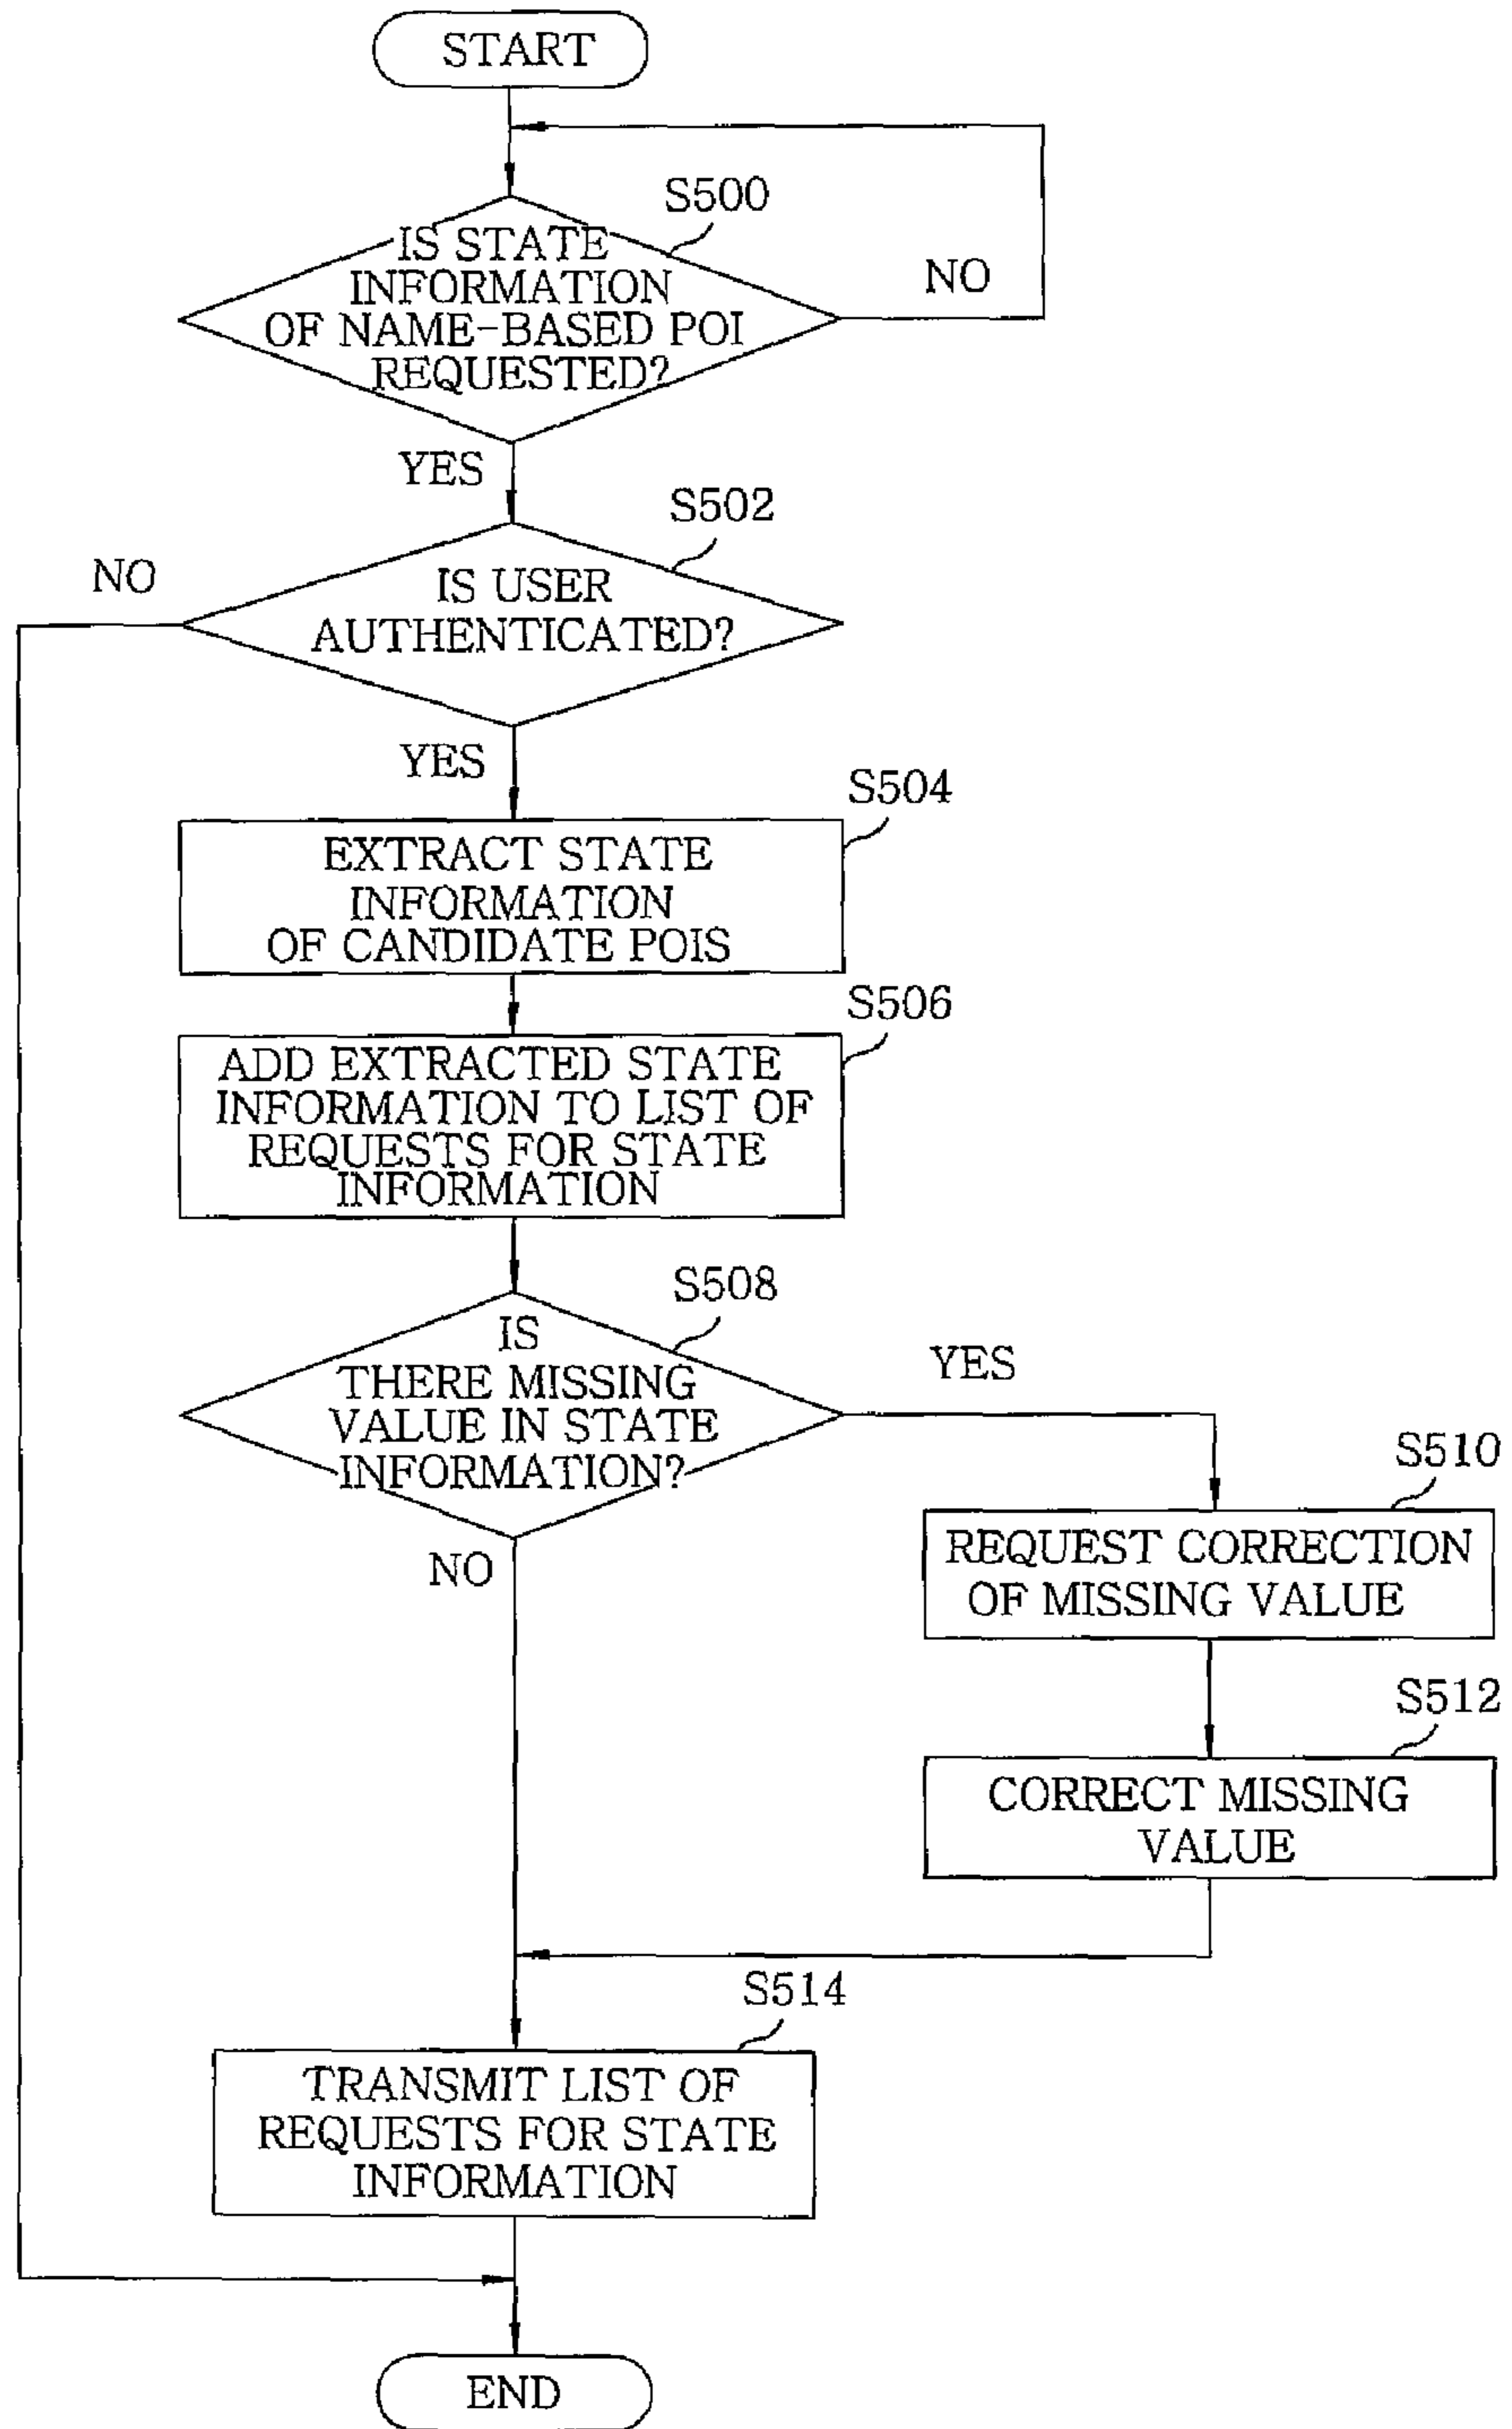 START
S500
IS STATE
INFORMATION
OF NAME-BASED POI
REQUESTED?
NO
YES
S502
NO
IS USER
AUTHENTICATED?
YES
S504
EXTRACT STATE
INFORMATION
OF CANDIDATE POIS
S506
ADD EXTRACTED STATE
INFORMATION TO LIST OF
REQUESTS FOR STATE
INFORMATION
S508
IS
THERE MISSING
VALUE IN STATE
INFORMATION?
YES
NO
S510
REQUEST CORRECTION
OF MISSING VALUE
S512
CORRECT MISSING
VALUE
S514
TRANSMIT LIST OF
REQUESTS FOR STATE
INFORMATION
END